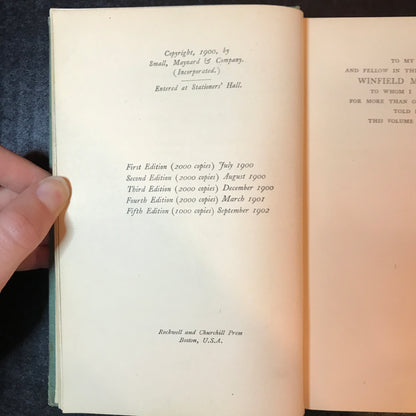 Copyright, 1900, by
Small, Maynard & Company.
(Incorporated.)
Entered at Stationers' Hall.
First Edition (2000 copies) July 1900
Second Edition (2000 copies) August 1900
Third Edition (2000 copies) December 1900
Fourth Edition (2000 copies) March 1901
Fifth Edition (1000 copies) September 1902
Rockwell and Churchill Press
Boston, U.S.A.
TO MY
AND FELLOW IN THE
WINFIELD M
TO WHOM I
FOR MORE THAN O
TOLD
THIS VOLUME